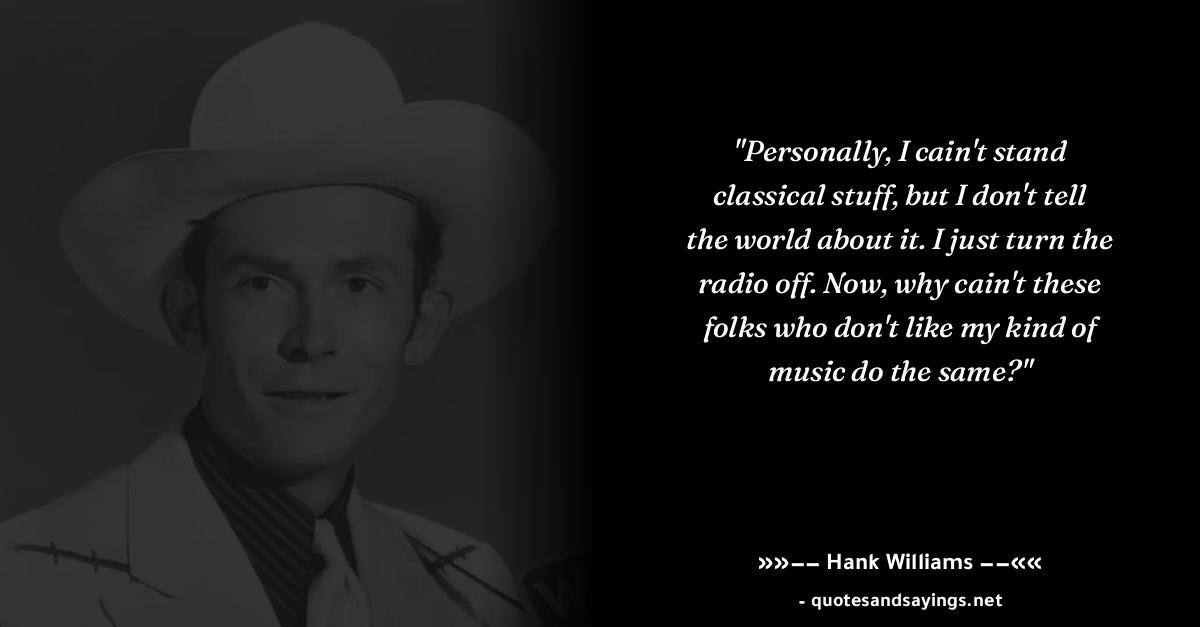 "Personally, I cain't stand
classical stuff, but I don't tell
the world about it. I just turn the
radio off. Now, why cain't these
folks who don't like my kind of
music do the same?"
»»−− Hank Williams −−««
- quotesandsayings.net